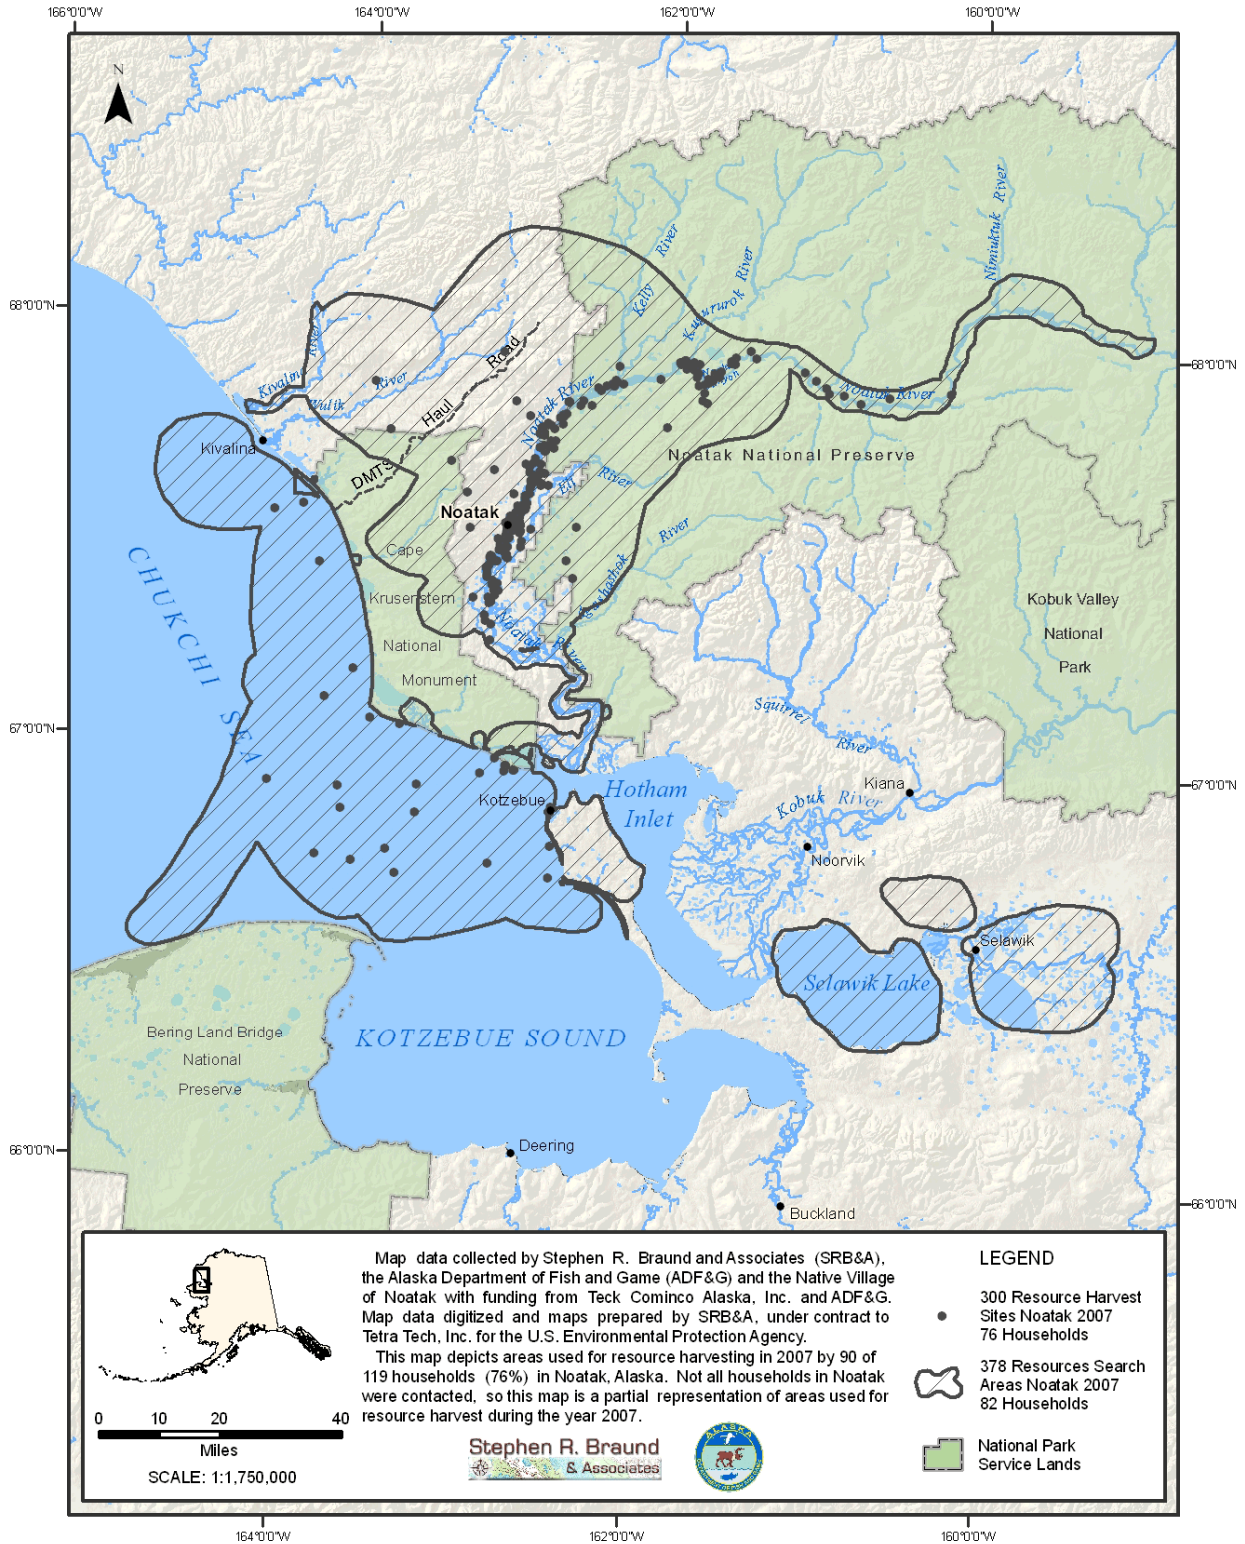 166°0'0"W
164°0'0"W
162°0'0"W
160°0'0"W
N
68°0'0"N
68°0'0"N
67°0'0"N
67°0'0"N
66°0'0"N
66°0'0"N
Nimiuktuk River
Kelly River
Kugururok River
Kivalina River
Wulik River
Haul Road
DMTS
Noatak River
Noatak River
Kivalina
Noatak National Preserve
Eli River
Noatak
River
Cape
Krusenstern
National
Monument
Noatak River
Kobuk Valley
National
Park
CHUKCHI SEA
Squirrel River
Kiana
Hotham
Inlet
Kobuk River
Kotzebue
Noorvik
Selawik
Selawik Lake
Bering Land Bridge
National
Preserve
KOTZEBUE SOUND
Deering
Buckland
Map data collected by Stephen R. Braund and Associates (SRB&A),
the Alaska Department of Fish and Game (ADF&G) and the Native Village
of Noatak with funding from Teck Cominco Alaska, Inc. and ADF&G.
Map data digitized and maps prepared by SRB&A, under contract to
Tetra Tech, Inc. for the U.S. Environmental Protection Agency.
This map depicts areas used for resource harvesting in 2007 by 90 of
119 households (76%) in Noatak, Alaska. Not all households in Noatak
were contacted, so this map is a partial representation of areas used for
resource harvest during the year 2007.
LEGEND
300 Resource Harvest
Sites Noatak 2007
76 Households
378 Resources Search
Areas Noatak 2007
82 Households
National Park
Service Lands
0 10 20 40
Miles
SCALE: 1:1,750,000
Stephen R. Braund
& Associates
ALASKA
164°0'0"W
162°0'0"W
160°0'0"W